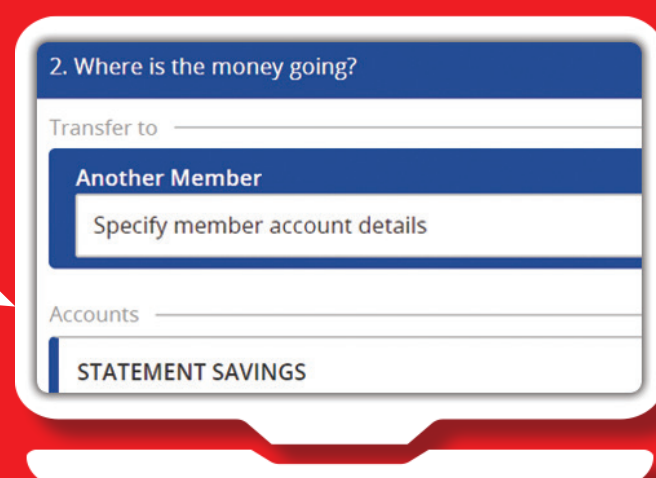 2. Where is the money going?
Transfer to
Another Member
Specify member account details
Accounts
STATEMENT SAVINGS